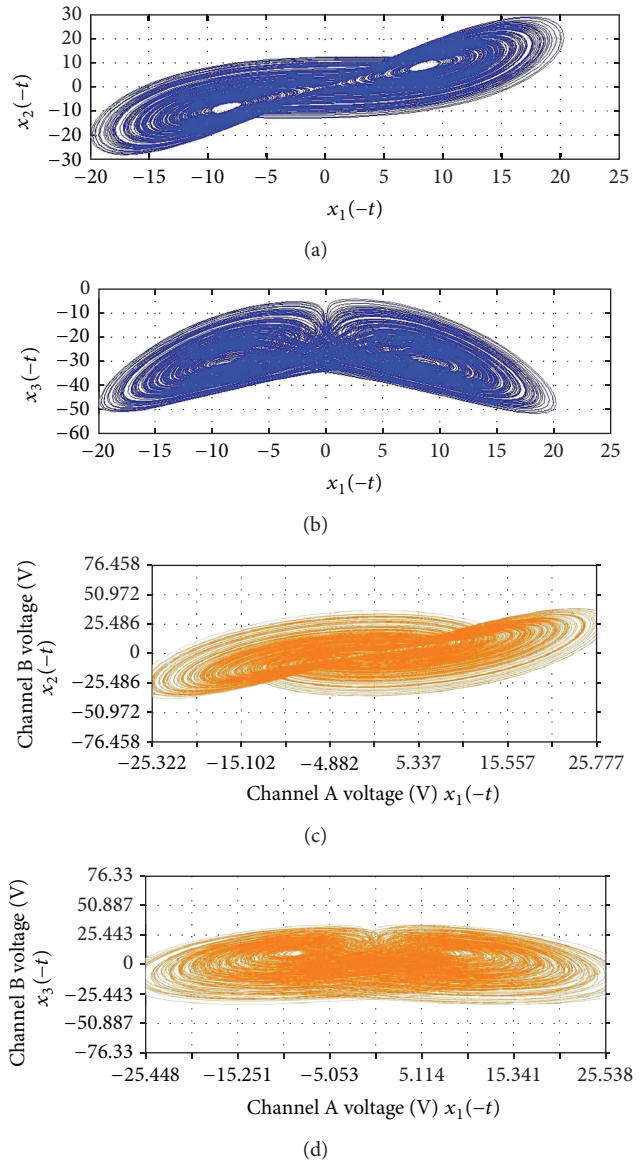 30
20
10
0
−10
−20
−30
x₂(−t)
−20 −15 −10 −5 0 5 10 15 20 25
x₁(−t)
(a)
0
−10
−20
−30
−40
−50
−60
x₃(−t)
−20 −15 −10 −5 0 5 10 15 20 25
x₁(−t)
(b)
76.458
50.972
25.486
0
−25.486
−50.972
−76.458
Channel B voltage (V)
x₂(−t)
−25.322 −15.102 −4.882 5.337 15.557 25.777
Channel A voltage (V) x₁(−t)
(c)
76.33
50.887
25.443
0
−25.443
−50.887
−76.33
Channel B voltage (V)
x₃(−t)
−25.448 −15.251 −5.053 5.114 15.341 25.538
Channel A voltage (V) x₁(−t)
(d)